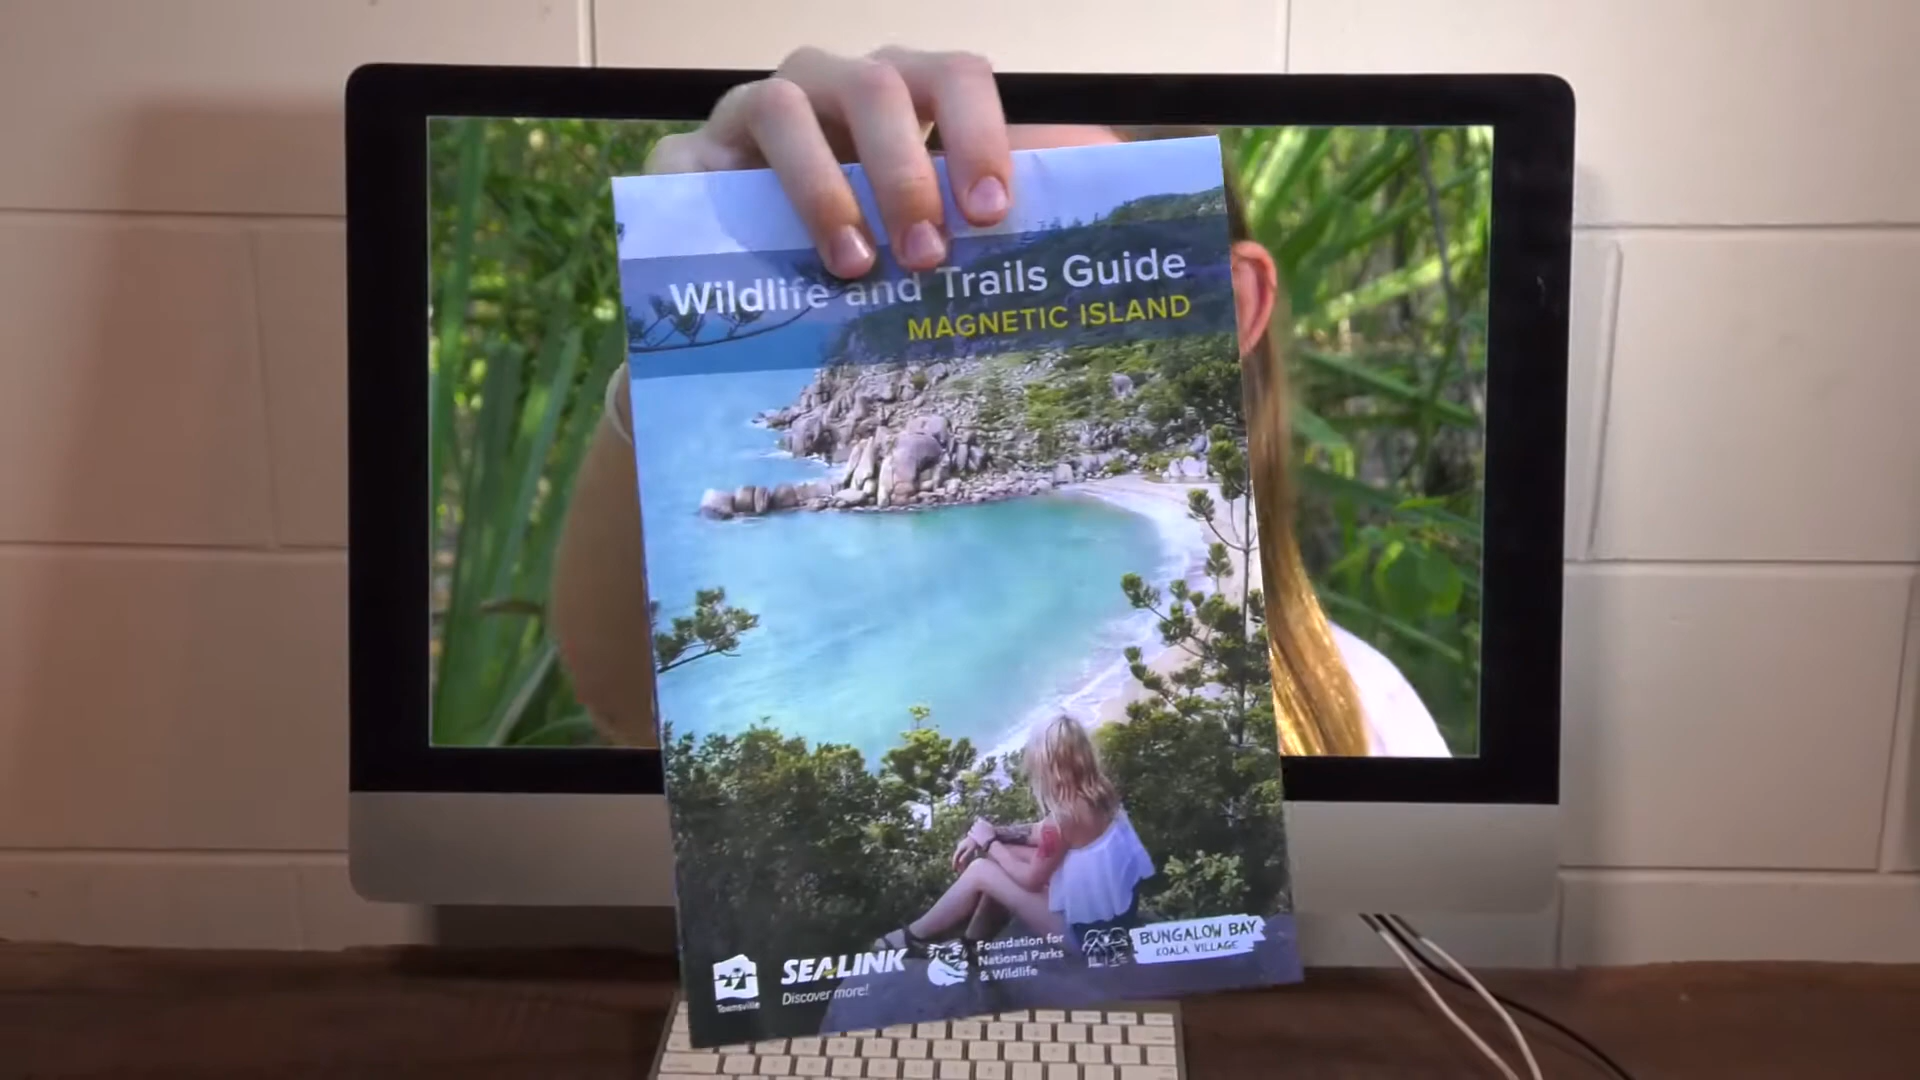 Wildlife and Trails Guide
MAGNETIC ISLAND
Townsville
SEALINK
Discover more!
Foundation for
National Parks
& Wildlife
BUNGALOW BAY
KOALA VILLAGE